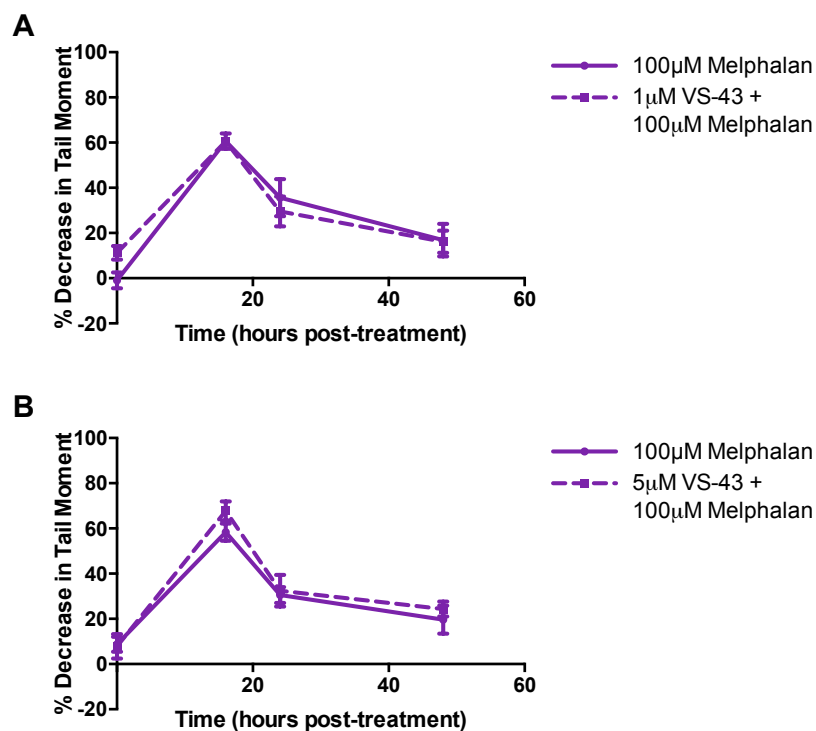 A
% Decrease in Tail Moment
100
80
60
40
20
0
-20
20
40
60
Time (hours post-treatment)
100µM Melphalan
1µM VS-43 +
100µM Melphalan
B
% Decrease in Tail Moment
100
80
60
40
20
0
-20
20
40
60
Time (hours post-treatment)
100µM Melphalan
5µM VS-43 +
100µM Melphalan